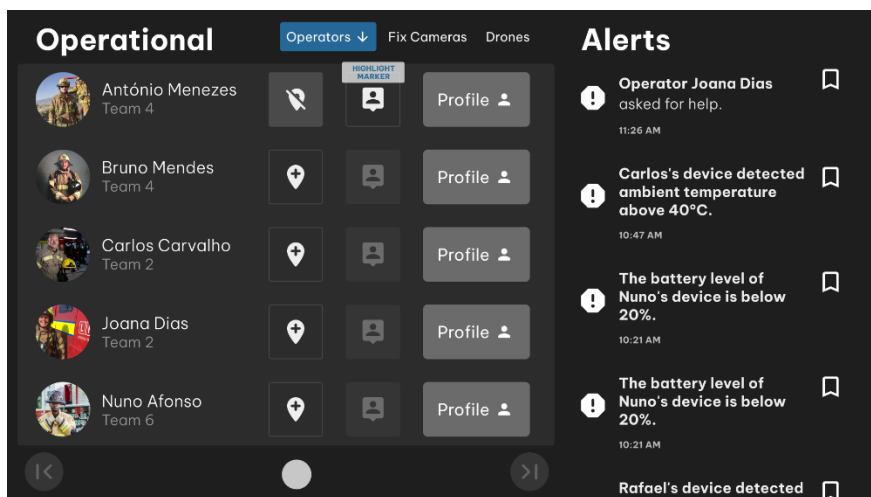 Operational
Operators ↓
Fix Cameras
Drones
HIGHLIGHT
MARKER
António Menezes
Team 4
Profile
Bruno Mendes
Team 4
Profile
Carlos Carvalho
Team 2
Profile
Joana Dias
Team 2
Profile
Nuno Afonso
Team 6
Profile
Alerts
Operator Joana Dias
asked for help.
11:26 AM
Carlos's device detected
ambient temperature
above 40ºC.
10:47 AM
The battery level of
Nuno's device is below
20%.
10:21 AM
The battery level of
Nuno's device is below
20%.
10:21 AM
Rafael's device detected